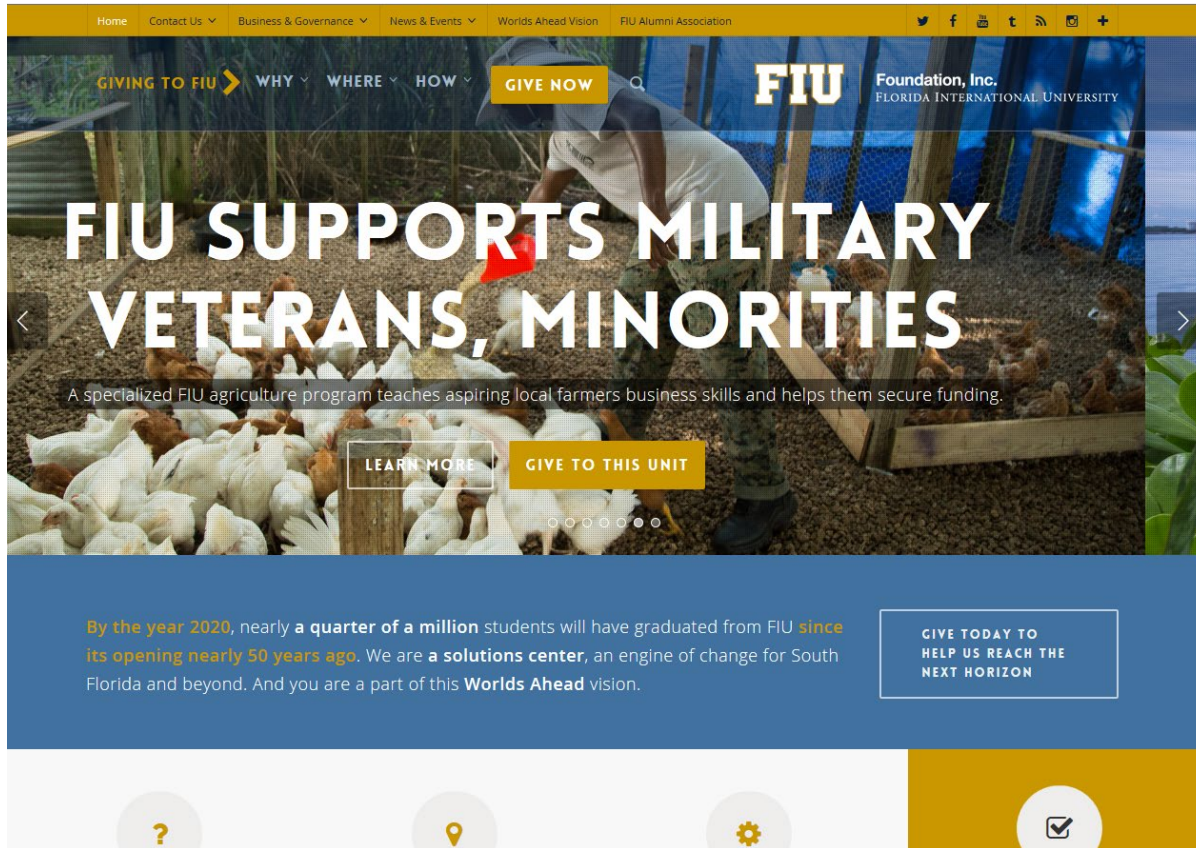 Home Contact Us Business & Governance News & Events Worlds Ahead Vision FIU Alumni Association
GIVING TO FIU WHY WHERE HOW GIVE NOW
FIU Foundation, Inc.
FLORIDA INTERNATIONAL UNIVERSITY
FIU SUPPORTS MILITARY
VETERANS, MINORITIES
A specialized FIU agriculture program teaches aspiring local farmers business skills and helps them secure funding.
LEARN MORE GIVE TO THIS UNIT
By the year 2020, nearly a quarter of a million students will have graduated from FIU since
its opening nearly 50 years ago. We are a solutions center, an engine of change for South
Florida and beyond. And you are a part of this Worlds Ahead vision.
GIVE TODAY TO
HELP US REACH THE
NEXT HORIZON